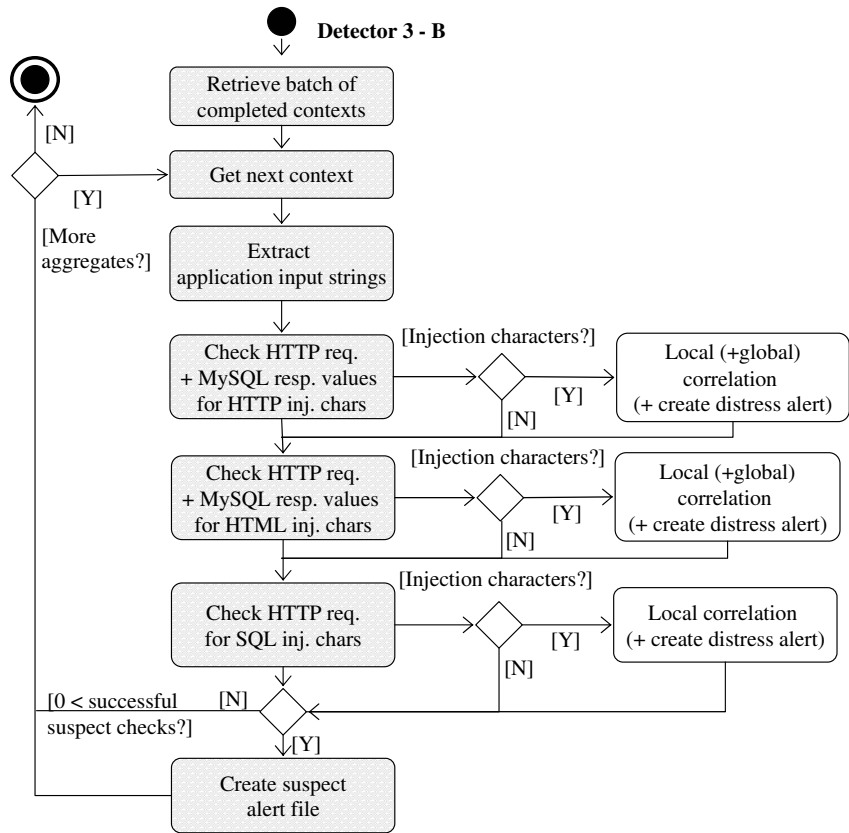 Detector 3 - B
Retrieve batch of
completed contexts
[N]
Get next context
[Y]
[More
aggregates?]
Extract
application input strings
[Injection characters?]
Check HTTP req.
+ MySQL resp. values
for HTTP inj. chars
[Y]
[N]
Local (+global)
correlation
(+ create distress alert)
[Injection characters?]
Check HTTP req.
+ MySQL resp. values
for HTML inj. chars
[Y]
[N]
Local (+global)
correlation
(+ create distress alert)
[Injection characters?]
Check HTTP req.
for SQL inj. chars
[Y]
[N]
Local correlation
(+ create distress alert)
[0 < successful
suspect checks?]
[N]
[Y]
Create suspect
alert file